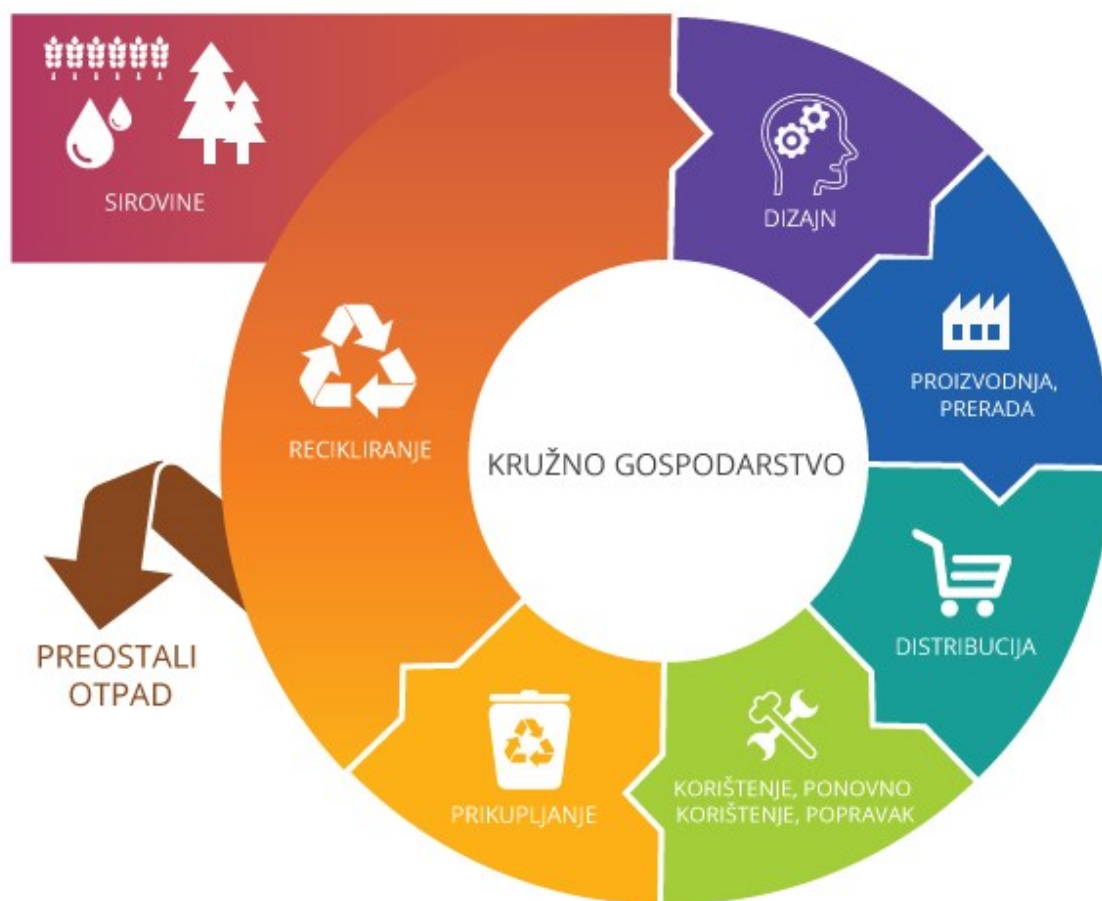 SIROVINE
DIZAJN
PROIZVODNJA,
PRERADA
DISTRIBUCIJA
KORIŠTENJE, PONOVNO
KORIŠTENJE, POPRAVAK
PRIKUPLJANJE
RECIKLIRANJE
PREOSTALI
OTPAD
KRUŽNO GOSPODARSTVO